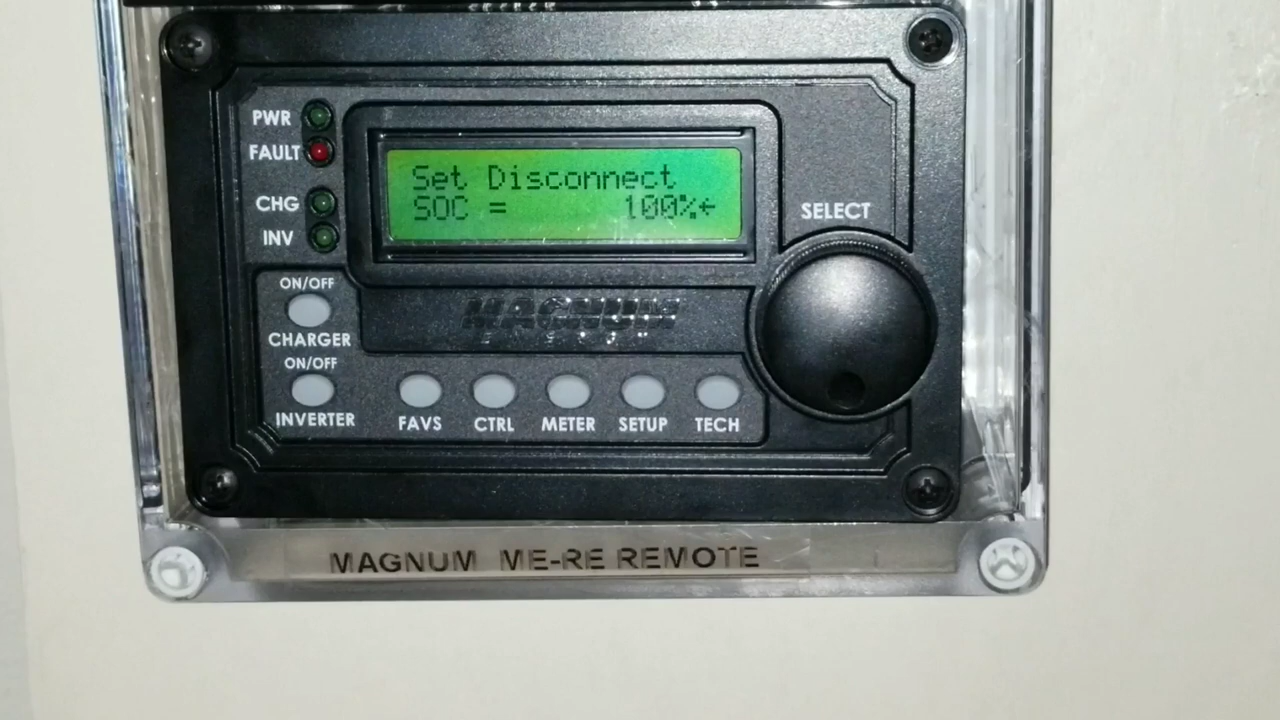 PWR
FAULT
CHG
INV
Set Disconnect
SOC = 100%←
SELECT
ON/OFF
CHARGER
ON/OFF
INVERTER
MAGNUM
FAVS CTRL METER SETUP TECH
MAGNUM ME-RE REMOTE